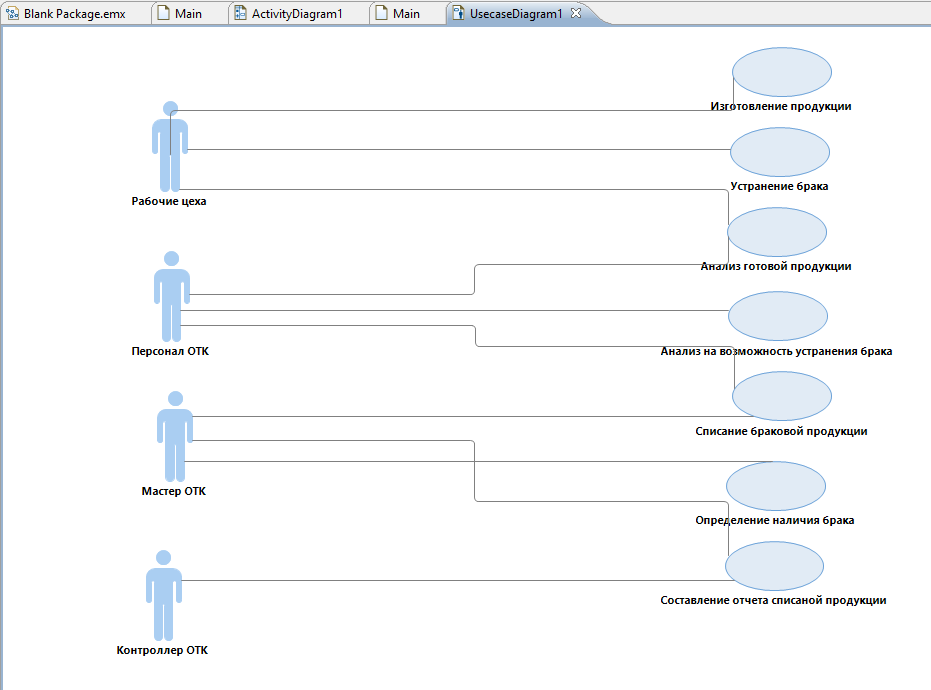 Blank Package.emx Main ActivityDiagram1 Main UsecaseDiagram1
Изготовление продукции
Устранение брака
Рабочие цеха
Анализ готовой продукции
Персонал ОТК
Анализ на возможность устранения брака
Списание браковой продукции
Мастер ОТК
Определение наличия брака
Составление отчета списаной продукции
Контроллер ОТК